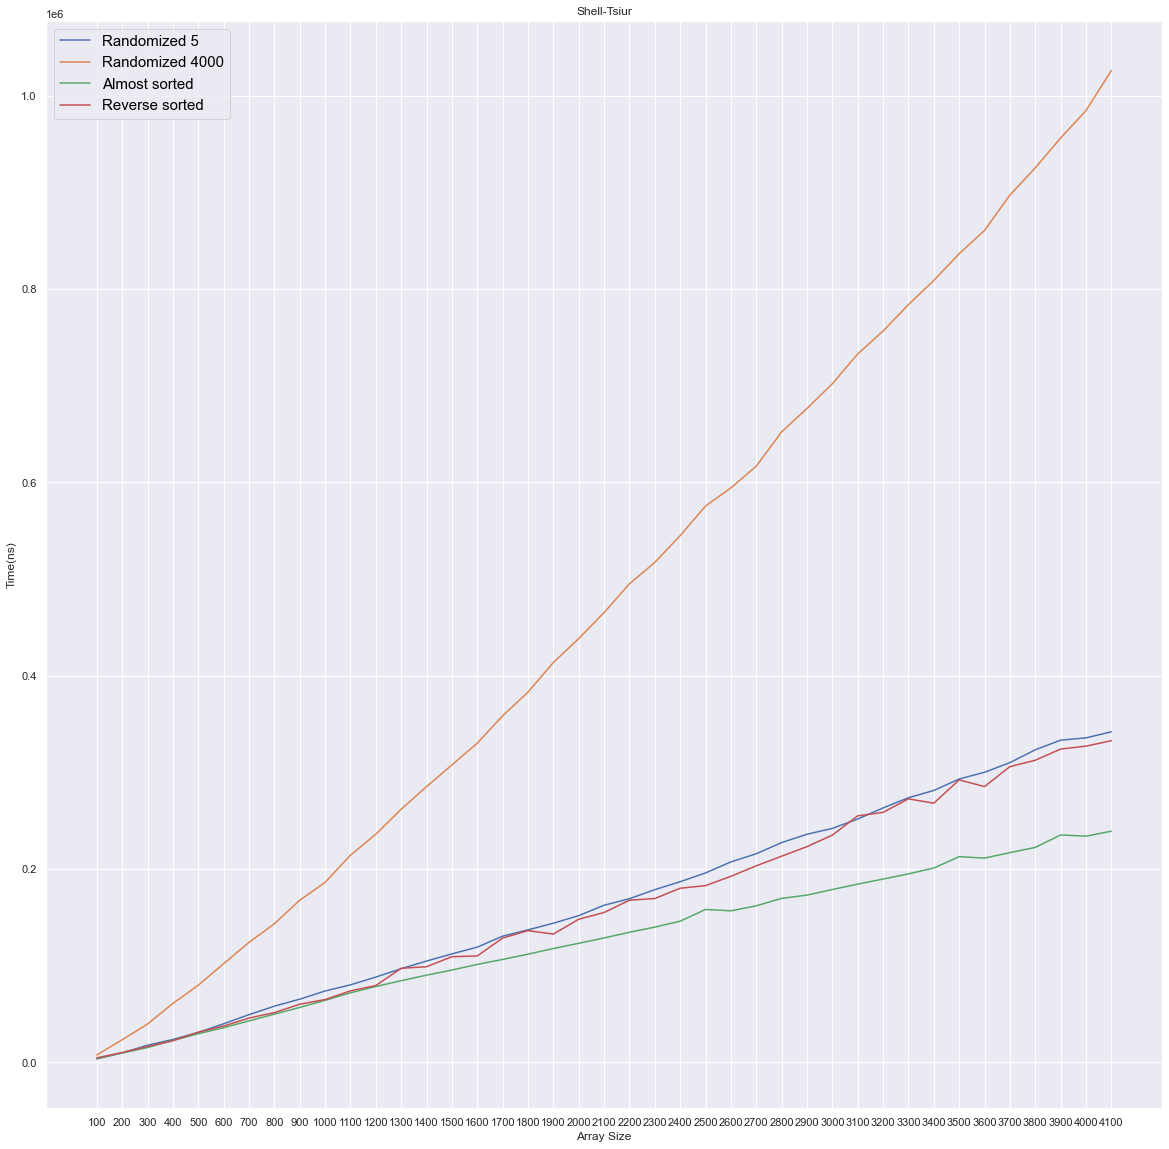 Shell-Tsiur
1e6
Randomized 5
Randomized 4000
Almost sorted
Reverse sorted
1.0
0.8
0.6
0.4
0.2
0.0
Time(ns)
100 200 300 400 500 600 700 800 900 1000 1100 1200 1300 1400 1500 1600 1700 1800 1900 2000 2100 2200 2300 2400 2500 2600 2700 2800 2900 3000 3100 3200 3300 3400 3500 3600 3700 3800 3900 4000 4100
Array Size